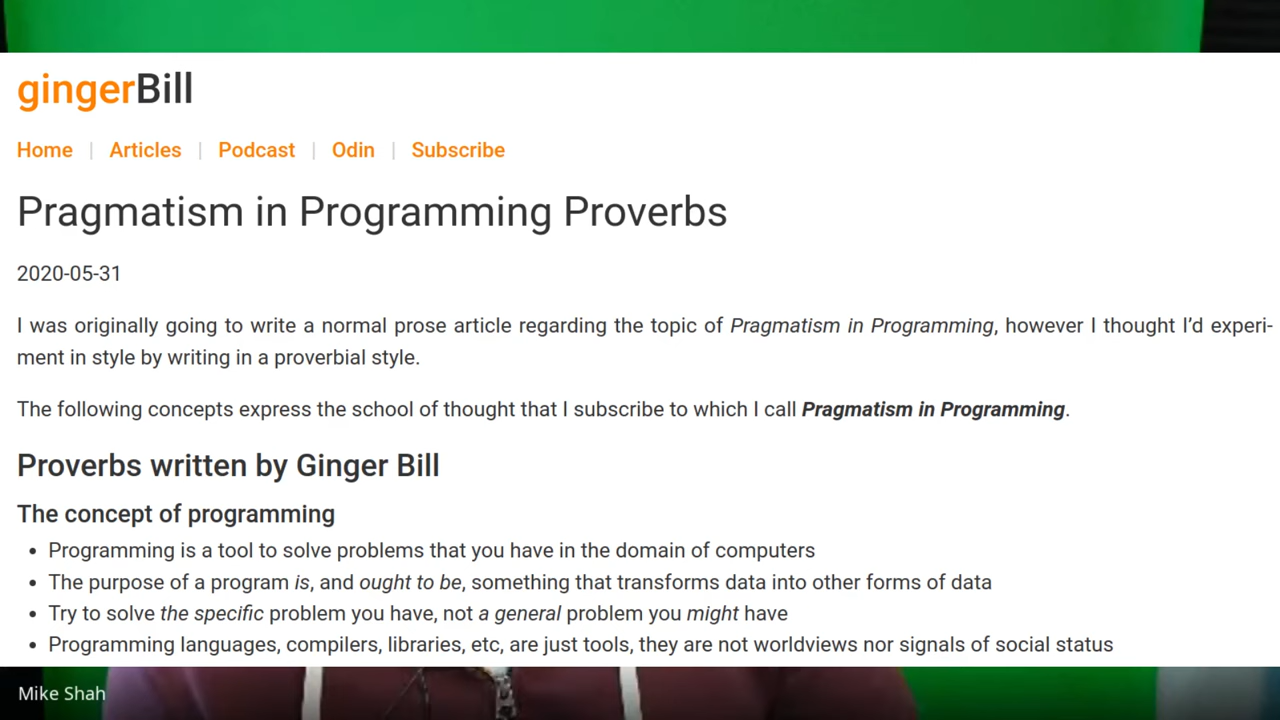 gingerBill
Home | Articles | Podcast | Odin | Subscribe
Pragmatism in Programming Proverbs
2020-05-31
I was originally going to write a normal prose article regarding the topic of Pragmatism in Programming, however I thought I’d experi-
ment in style by writing in a proverbial style.
The following concepts express the school of thought that I subscribe to which I call Pragmatism in Programming.
Proverbs written by Ginger Bill
The concept of programming
• Programming is a tool to solve problems that you have in the domain of computers
• The purpose of a program is, and ought to be, something that transforms data into other forms of data
• Try to solve the specific problem you have, not a general problem you might have
• Programming languages, compilers, libraries, etc, are just tools, they are not worldviews nor signals of social status
Mike Shah